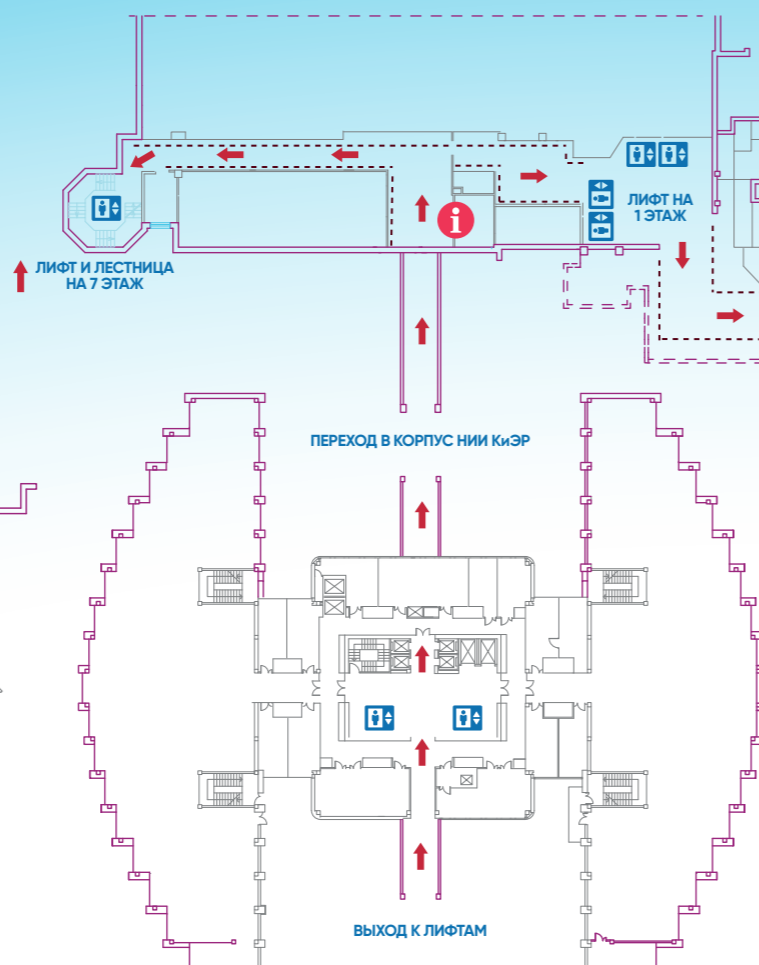 i
ЛИФТ НА
1 ЭТАЖ
ЛИФТ И ЛЕСТНИЦА
НА 7 ЭТАЖ
ПЕРЕХОД В КОРПУС НИИ КиЭР
ВЫХОД К ЛИФТАМ